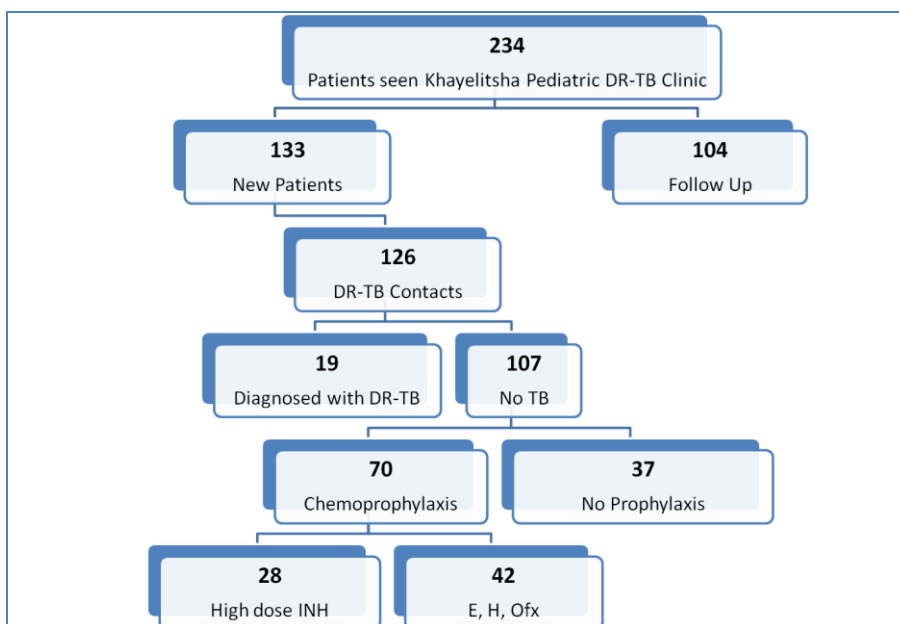 234
Patients seen Khayelitsha Pediatric DR-TB Clinic
133
New Patients
104
Follow Up
126
DR-TB Contacts
19
Diagnosed with DR-TB
107
No TB
70
Chemoprophylaxis
37
No Prophylaxis
28
High dose INH
42
E, H, Ofx